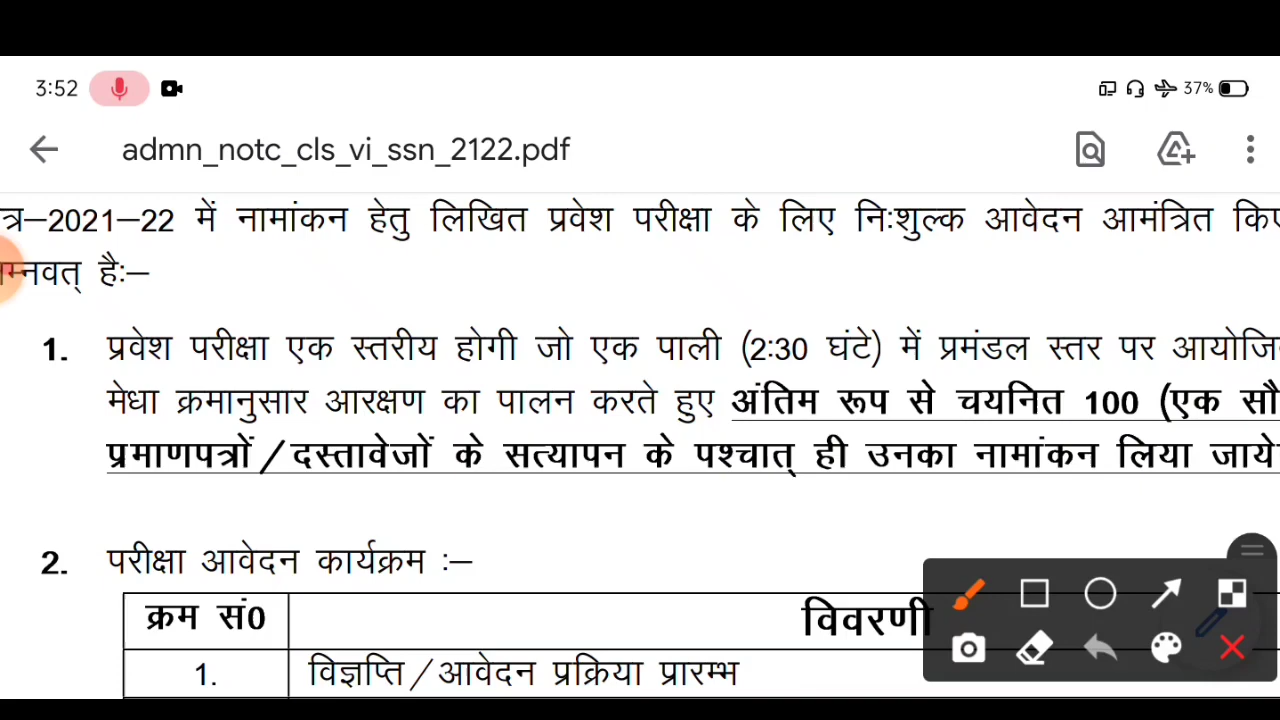 3:52
37%
admn_notc_cls_vi_ssn_2122.pdf
त्र–2021–22 में नामांकन हेतु लिखित प्रवेश परीक्षा के लिए निःशुल्क आवेदन आमंत्रित
म्नवत् हैः–
1. प्रवेश परीक्षा एक स्तरीय होगी जो एक पाली (2:30 घंटे) में प्रमंडल स्तर पर
मेधा क्रमानुसार आरक्षण का पालन करते हुए अंतिम रूप से चयनित 100 (एक सौ
प्रमाणपत्रों/दस्तावेजों के सत्यापन के पश्चात् ही उनका नामांकन लिया
2. परीक्षा आवेदन कार्यक्रम :–
क्रम सं0 विवरणी
1. विज्ञप्ति/आवेदन प्रक्रिया प्रारम्भ